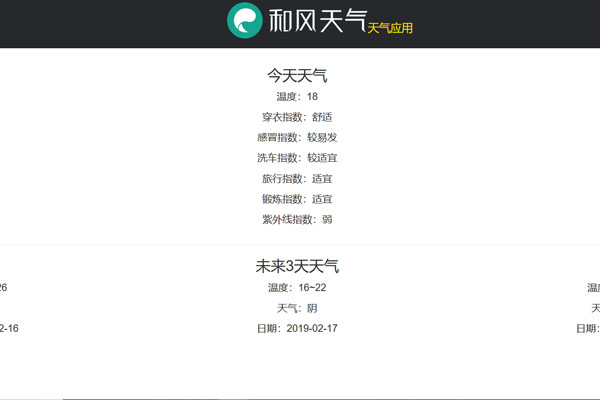 和风天气天气应用
今天天气
温度：18
穿衣指数：舒适
感冒指数：较易发
洗车指数：较适宜
旅行指数：适宜
锻炼指数：适宜
紫外线指数：弱
未来3天天气
26 温度：16~22 温
天气：阴 天
2-16 日期：2019-02-17 日期：